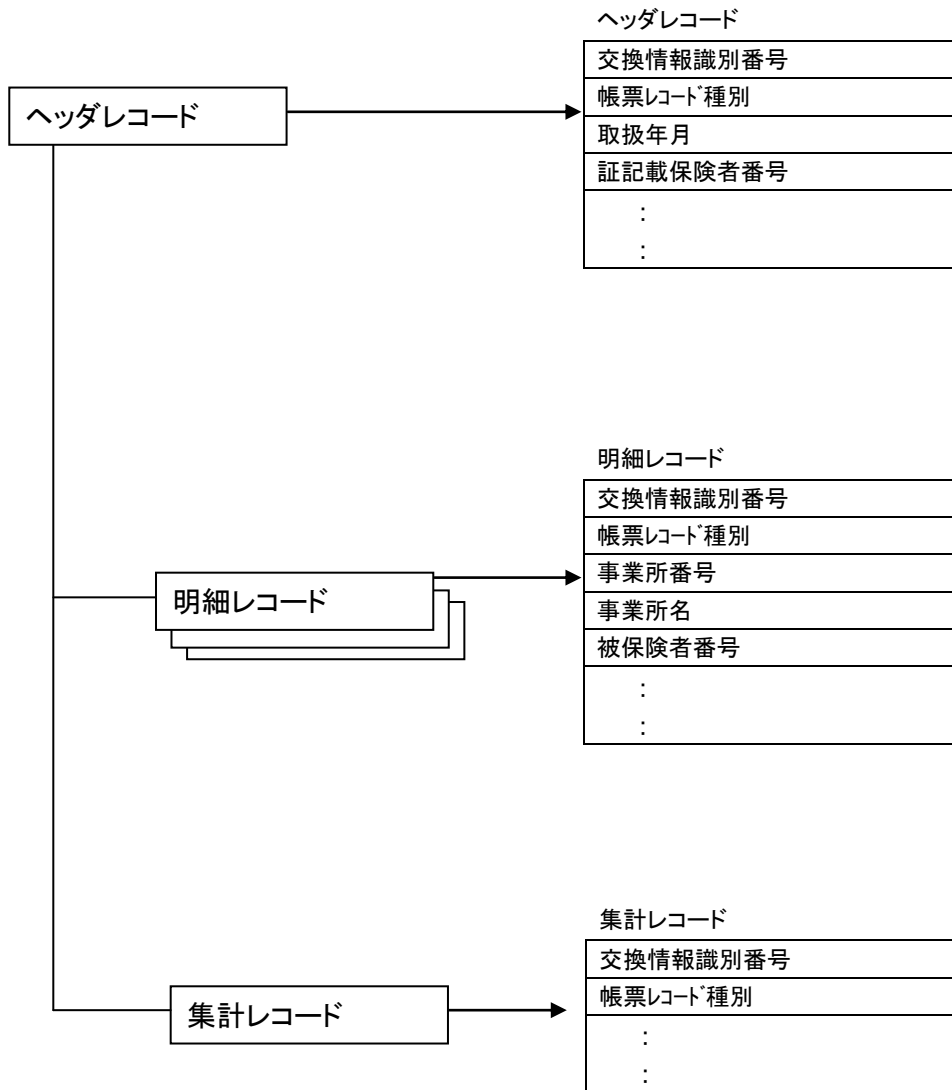 ヘッダレコード
ヘッダレコード
交換情報識別番号
帳票ﾚｺｰﾄﾞ種別
取扱年月
証記載保険者番号
:
:
明細レコード
明細レコード
交換情報識別番号
帳票ﾚｺｰﾄﾞ種別
事業所番号
事業所名
被保険者番号
:
:
集計レコード
集計レコード
交換情報識別番号
帳票ﾚｺｰﾄﾞ種別
:
: